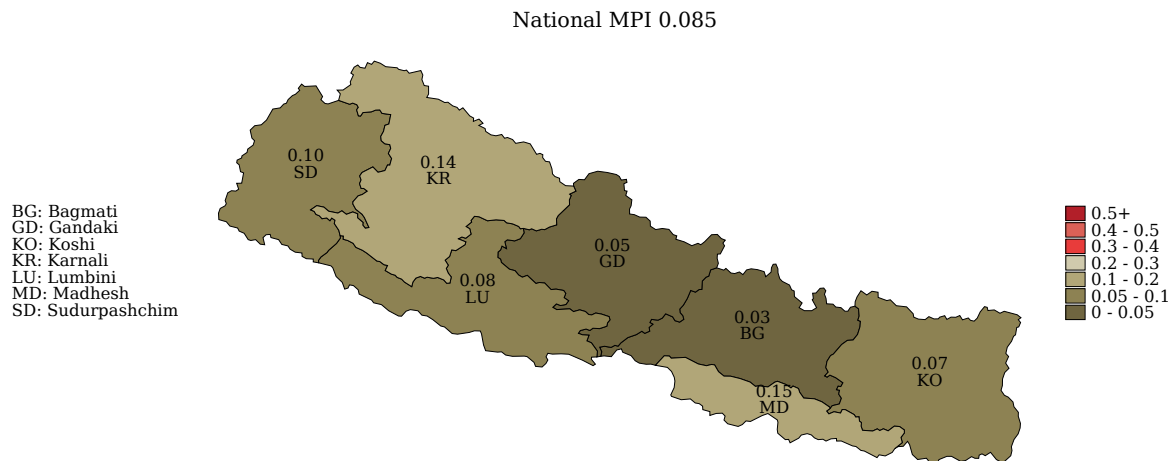 National MPI 0.085
0.10
SD
0.14
KR
0.05
GD
0.08
LU
0.03
BG
0.15
MD
0.07
KO
BG: Bagmati
GD: Gandaki
KO: Koshi
KR: Karnali
LU: Lumbini
MD: Madhesh
SD: Sudurpashchim
0.5+
0.4 - 0.5
0.3 - 0.4
0.2 - 0.3
0.1 - 0.2
0.05 - 0.1
0 - 0.05